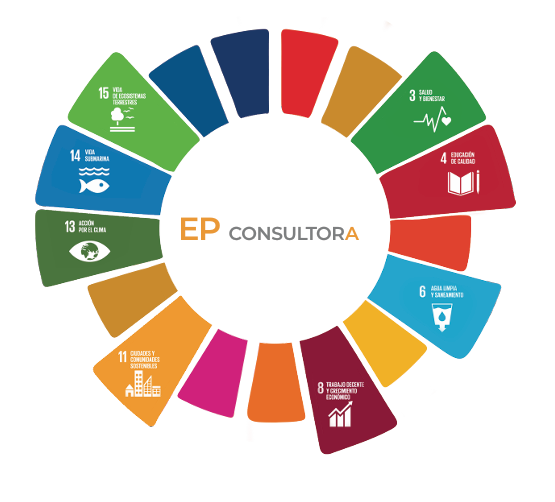 3 SALUD
Y BIENESTAR
4 EDUCACIÓN
DE CALIDAD
6 AGUA LIMPIA
Y SANEAMIENTO
8 TRABAJO DECENTE
Y CRECIMIENTO
ECONÓMICO
11 CIUDADES Y
COMUNIDADES
SOSTENIBLES
13 ACCIÓN
POR EL CLIMA
14 VIDA
SUBMARINA
15 VIDA
DE ECOSISTEMAS
TERRESTRES
EP CONSULTORA